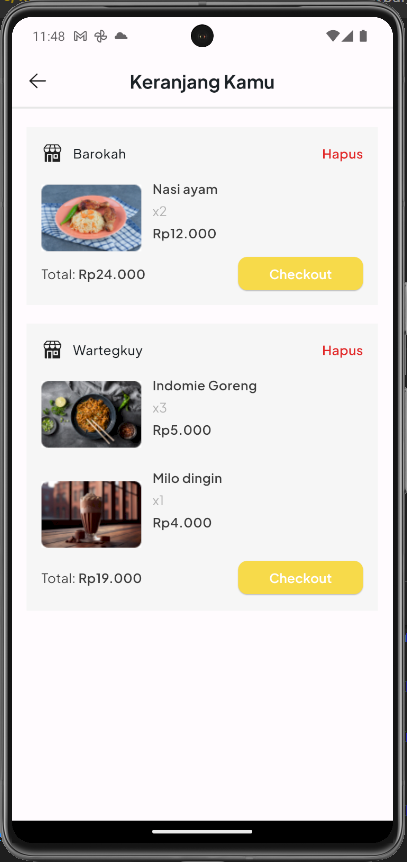 11:48
Keranjang Kamu
Barokah
Hapus
Nasi ayam
x2
Rp12.000
Total: Rp24.000
Checkout
Wartegkuy
Hapus
Indomie Goreng
x3
Rp5.000
Milo dingin
x1
Rp4.000
Total: Rp19.000
Checkout